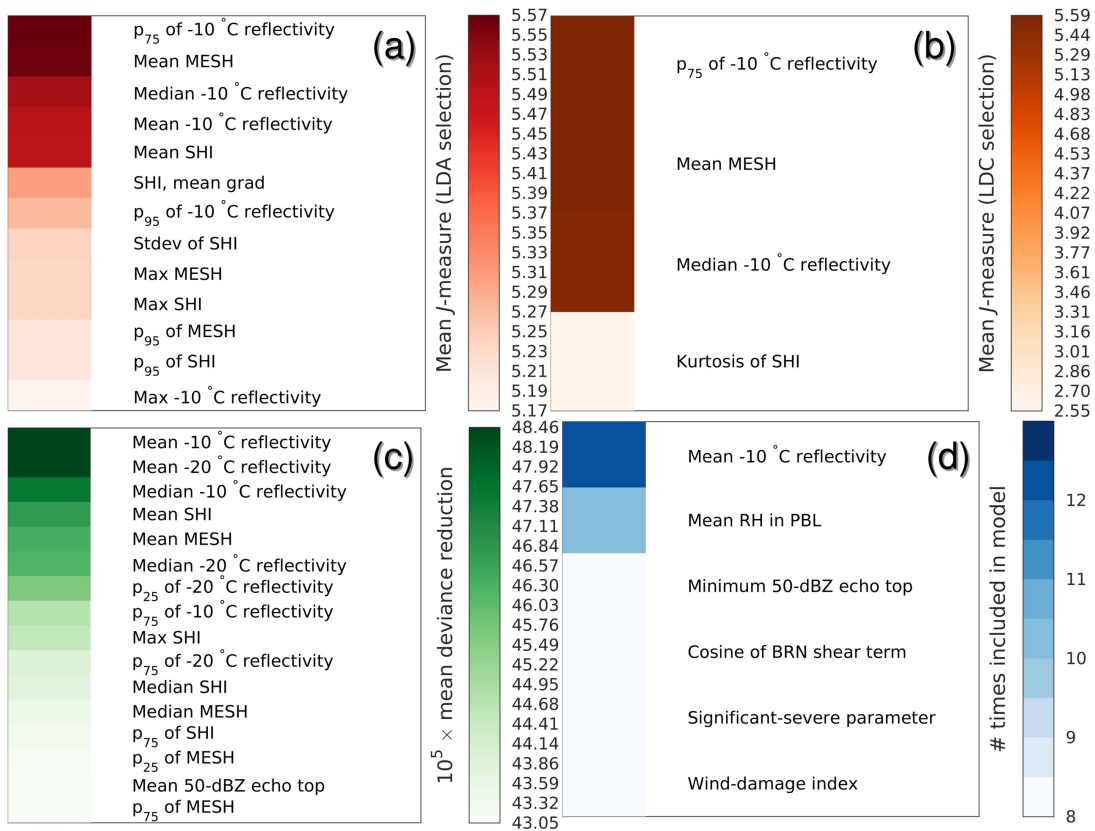 (a)
p75 of -10 °C reflectivity
Mean MESH
Median -10 °C reflectivity
Mean -10 °C reflectivity
Mean SHI
SHI, mean grad
p95 of -10 °C reflectivity
Stdev of SHI
Max MESH
Max SHI
p95 of MESH
p95 of SHI
Max -10 °C reflectivity
Mean J-measure (LDA selection)
5.57
5.55
5.53
5.51
5.49
5.47
5.45
5.43
5.41
5.39
5.37
5.35
5.33
5.31
5.29
5.27
5.25
5.23
5.21
5.19
5.17
(b)
p75 of -10 °C reflectivity
Mean MESH
Median -10 °C reflectivity
Kurtosis of SHI
Mean J-measure (LDC selection)
5.59
5.44
5.29
5.13
4.98
4.83
4.68
4.53
4.37
4.22
4.07
3.92
3.77
3.61
3.46
3.31
3.16
3.01
2.86
2.70
2.55
(c)
Mean -10 °C reflectivity
Mean -20 °C reflectivity
Median -10 °C reflectivity
Mean SHI
Mean MESH
Median -20 °C reflectivity
p25 of -20 °C reflectivity
p75 of -10 °C reflectivity
Max SHI
p75 of -20 °C reflectivity
Median SHI
Median MESH
p75 of SHI
p25 of MESH
Mean 50-dBZ echo top
p75 of MESH
10^5 × mean deviance reduction
48.46
48.19
47.92
47.65
47.38
47.11
46.84
46.57
46.30
46.03
45.76
45.49
45.22
44.95
44.68
44.41
44.14
43.86
43.59
43.32
43.05
(d)
Mean -10 °C reflectivity
Mean RH in PBL
Minimum 50-dBZ echo top
Cosine of BRN shear term
Significant-severe parameter
Wind-damage index
# times included in model
12
11
10
9
8